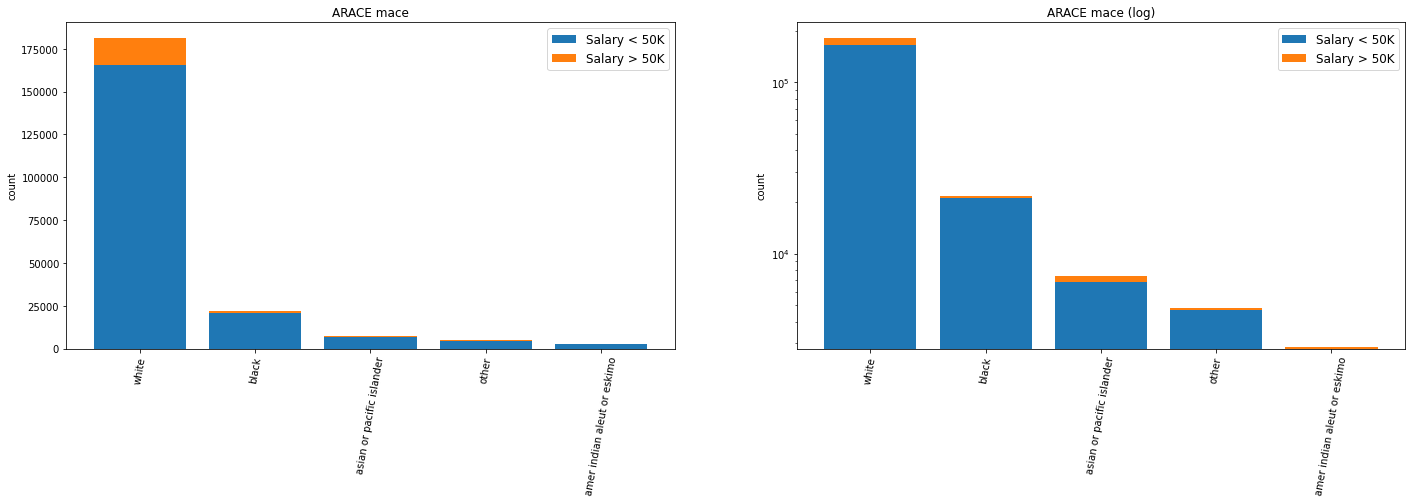 ARACE mace
count
175000
150000
125000
100000
75000
50000
25000
0
white
black
asian or pacific islander
other
amer indian aleut or eskimo
Salary < 50K
Salary > 50K
ARACE mace (log)
count
10^5
10^4
white
black
asian or pacific islander
other
amer indian aleut or eskimo
Salary < 50K
Salary > 50K